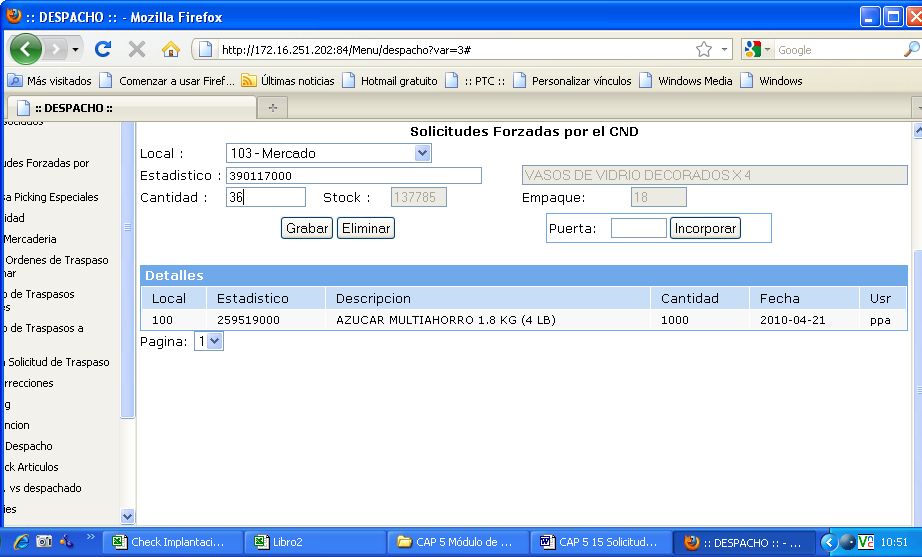 :: DESPACHO :: - Mozilla Firefox
http://172.16.251.202:84/Menu/despacho?var=3#
Google
Más visitados Comenzar a usar Firef... Últimas noticias Hotmail gratuito :: PTC :: Personalizar vínculos Windows Media Windows
:: DESPACHO ::
Solicitudes Forzadas por el CND
Local : 103 - Mercado
Estadistico : 390117000 VASOS DE VIDRIO DECORADOS X 4
Cantidad : 36 Stock : 137785 Empaque: 18
Grabar Eliminar Puerta: Incorporar
Detalles
Local Estadistico Descripcion Cantidad Fecha Usr
100 259519000 AZUCAR MULTIAHORRO 1.8 KG (4 LB) 1000 2010-04-21 ppa
Pagina: 1
udes Forzadas por
sa Picking Especiales
idad
Mercaderia
Ordenes de Traspaso
nar
o de Traspasos
es
o de Traspasos a
a Solicitud de Traspaso
rrecciones
g
ncion
Despacho
ck Articulos
. vs despachado
ies
Check Implantaci... Libro2 CAP 5 Módulo de ... CAP 5 15 Solicitud... :: DESPACHO :: - ... 10:51